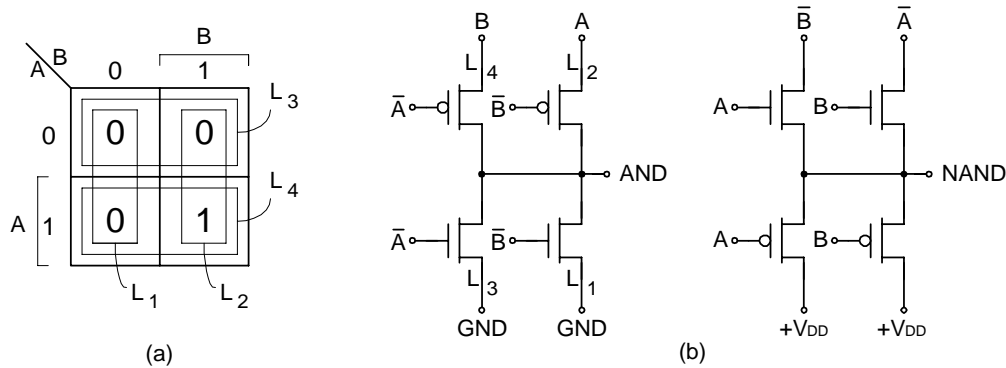 B̅ A̅
B A
B
A B 0 1
L4 L2
L3
A̅ B̅ A B
0 0 0
AND NAND
L4
A 1 0 1
A̅ B̅ A B
L3 L1
L1 L2
GND GND +VDD +VDD
(a) (b)